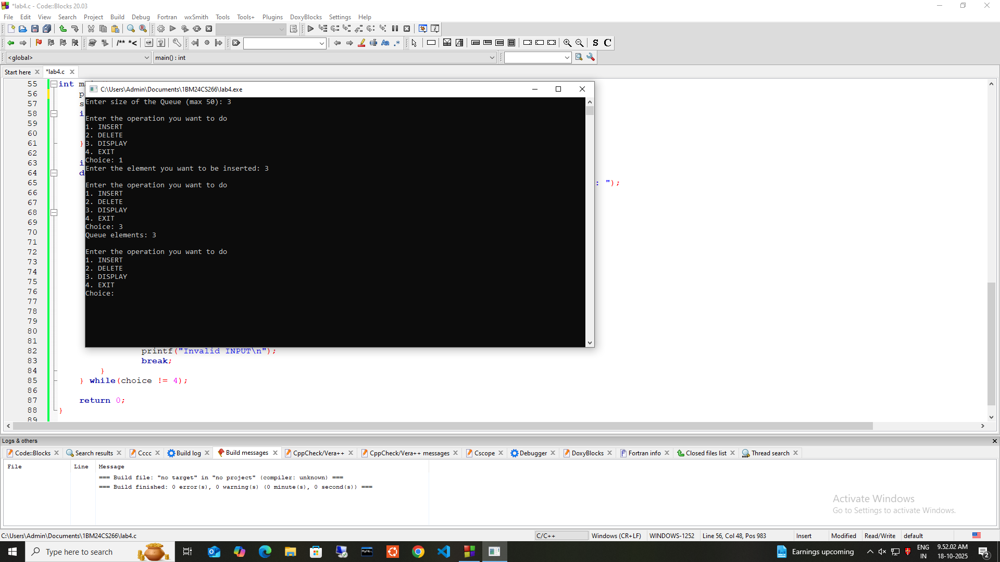 *lab4.c - Code::Blocks 20.03
File Edit View Search Project Build Debug Fortran wxSmith Tools Tools+ Plugins DoxyBlocks Settings Help
/** *<
Aa .*
S C
<global> main() : int
Start here *lab4.c
55 int m
56 p
57 s
58 i
59
60
61 }
62
63 i
64 d
65 : ");
66
67
68
69
70
71
72
73
74
75
76
77
78
79
80
81
82 printf("Invalid INPUT\n");
83 break;
84 }
85 } while(choice != 4);
86
87 return 0;
88 }
89
C:\Users\Admin\Documents\1BM24CS266\lab4.exe
Enter size of the Queue (max 50): 3
Enter the operation you want to do
1. INSERT
2. DELETE
3. DISPLAY
4. EXIT
Choice: 1
Enter the element you want to be inserted: 3
Enter the operation you want to do
1. INSERT
2. DELETE
3. DISPLAY
4. EXIT
Choice: 3
Queue elements: 3
Enter the operation you want to do
1. INSERT
2. DELETE
3. DISPLAY
4. EXIT
Choice:
Logs & others
Code::Blocks Search results Cccc Build log Build messages CppCheck/Vera++ CppCheck/Vera++ messages Cscope Debugger DoxyBlocks Fortran info Closed files list Thread search
File Line Message
=== Build file: "no target" in "no project" (compiler: unknown) ===
=== Build finished: 0 error(s), 0 warning(s) (0 minute(s), 0 second(s)) ===
Activate Windows
Go to Settings to activate Windows.
C:\Users\Admin\Documents\1BM24CS266\lab4.c C/C++ Windows (CR+LF) WINDOWS-1252 Line 56, Col 48, Pos 983 Insert Modified Read/Write default
Type here to search
Earnings upcoming
ENG
IN
9.52.02 AM
18-10-2025
2